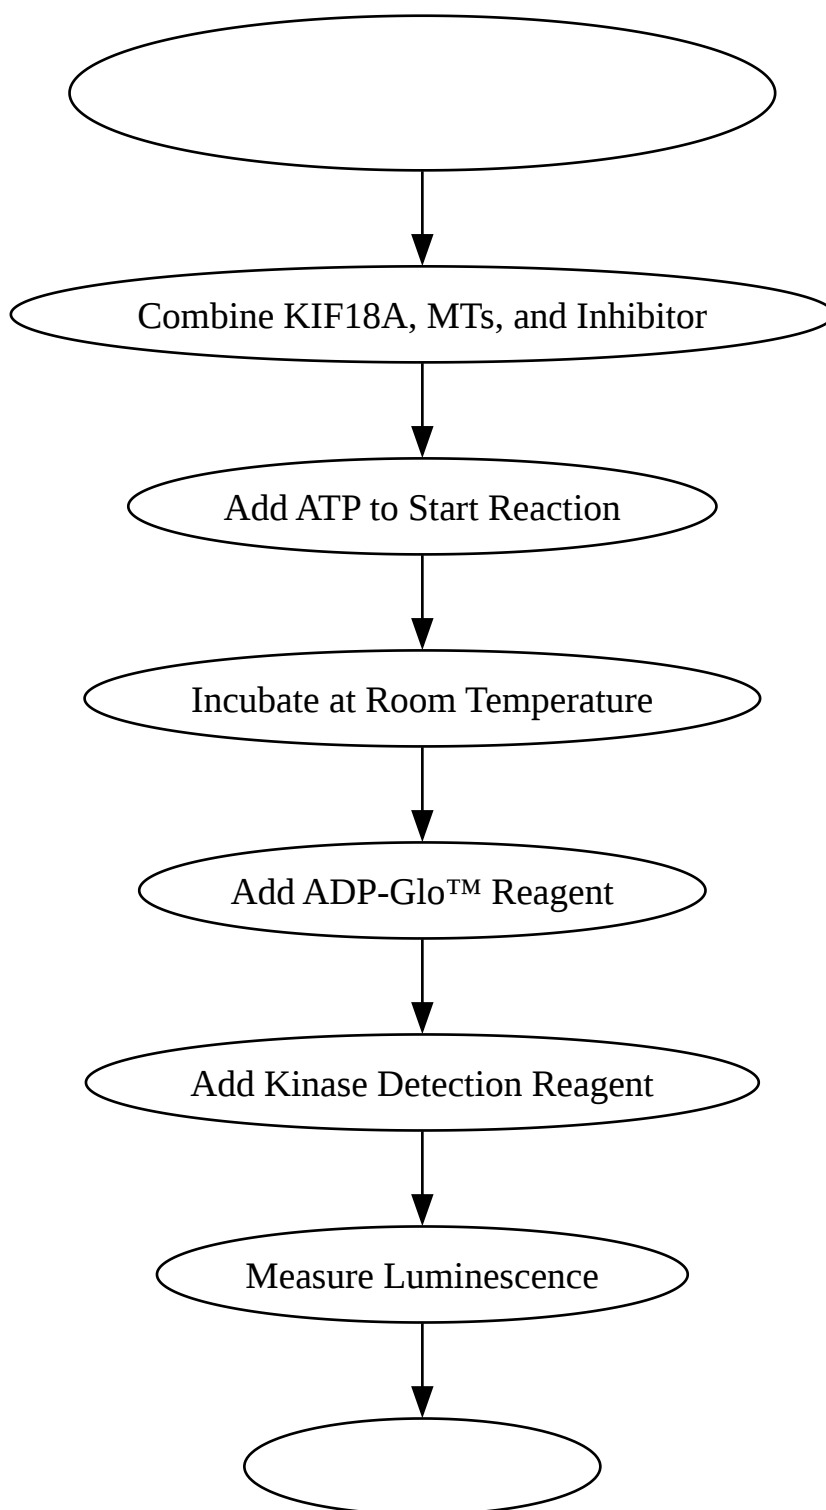 Combine KIF18A, MTs, and Inhibitor
Add ATP to Start Reaction
Incubate at Room Temperature
Add ADP-Glo™ Reagent
Add Kinase Detection Reagent
Measure Luminescence